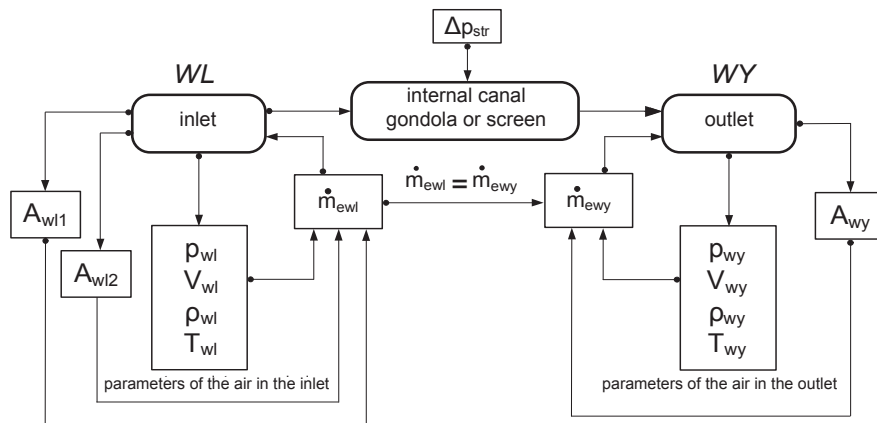 Δp_str
WL
WY
inlet
internal canal
gondola or screen
outlet
ṁ_ewl = ṁ_ewy
A_wl1
ṁ_ewl
ṁ_ewy
A_wy
A_wl2
p_wl
V_wl
ρ_wl
T_wl
p_wy
V_wy
ρ_wy
T_wy
parameters of the air in the inlet
parameters of the air in the outlet